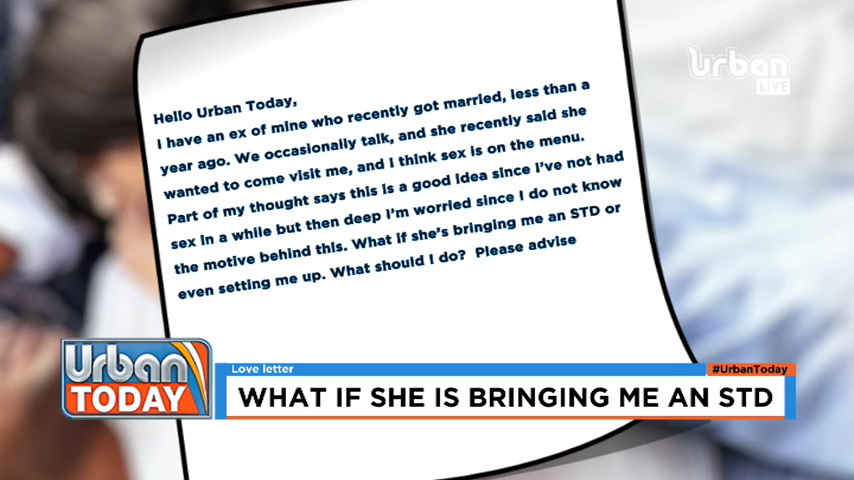 Urban
LIVE
Hello Urban Today,
I have an ex of mine who recently got married, less than a
year ago. We occasionally talk, and she recently said she
wanted to come visit me, and I think sex is on the menu.
Part of my thought says this is a good idea since I've not had
sex in a while but then deep I'm worried since I do not know
the motive behind this. What if she's bringing me an STD or
even setting me up. What should I do?  Please advise
Urban
TODAY
Love letter
#UrbanToday
WHAT IF SHE IS BRINGING ME AN STD